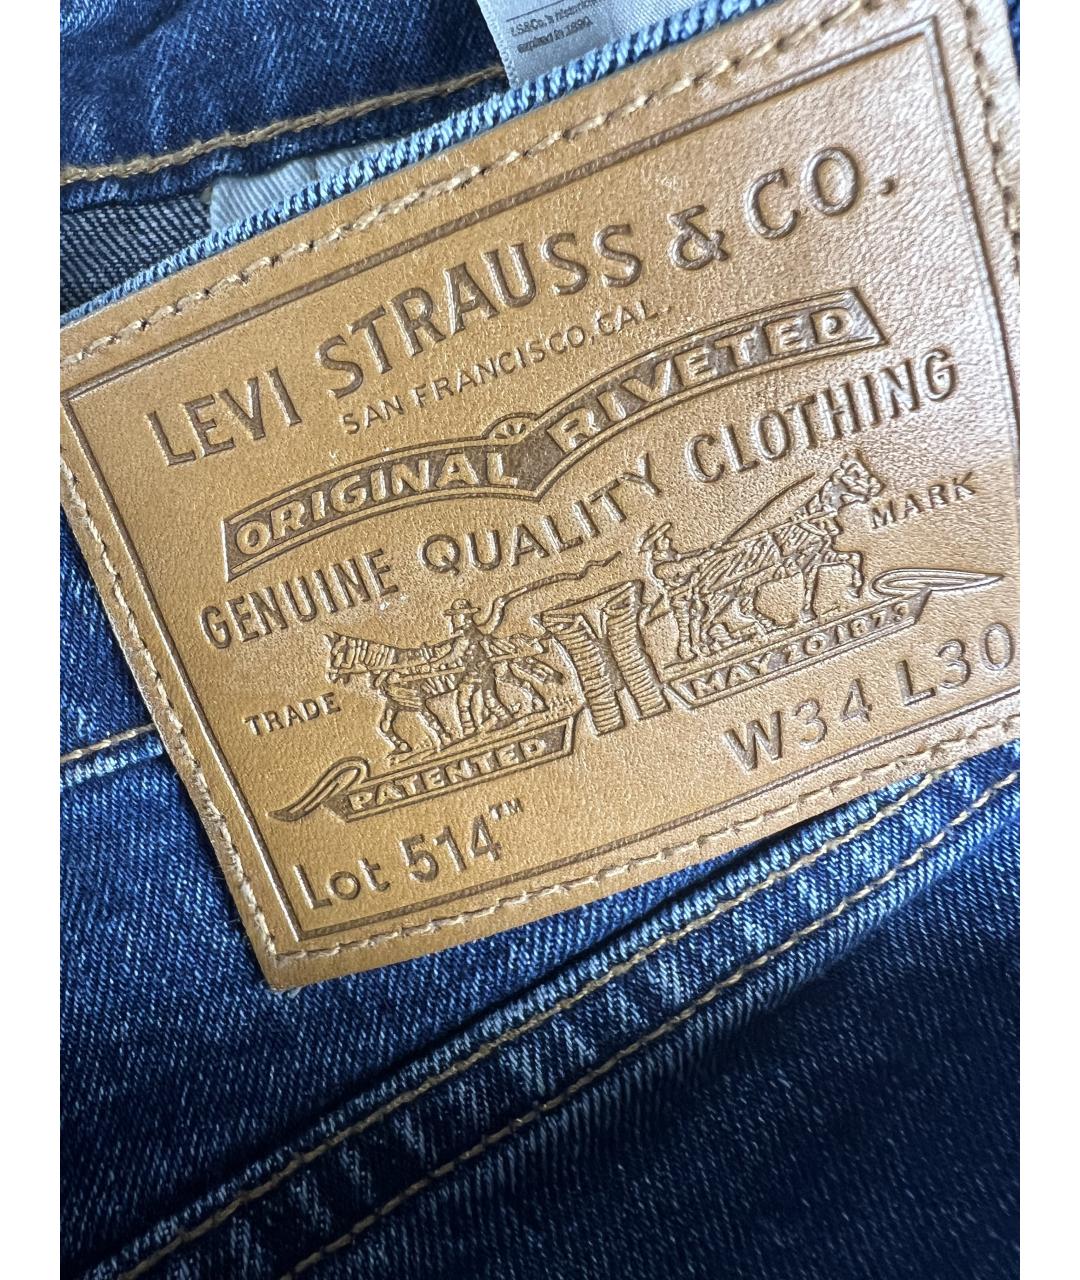 LEVI STRAUSS & CO.
SAN FRANCISCO, CAL.
ORIGINAL RIVETED
GENUINE QUALITY CLOTHING
TRADE MARK
PATENTED MAY 20 1873
Lot 514™ W34 L30